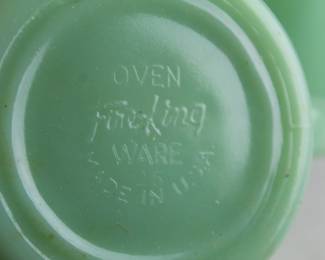 OVEN
Fire-King
WARE
MADE IN U.S.A.